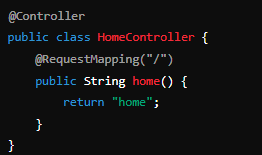 @Controller
public class HomeController {
    @RequestMapping("/")
    public String home() {
        return "home";
    }
}